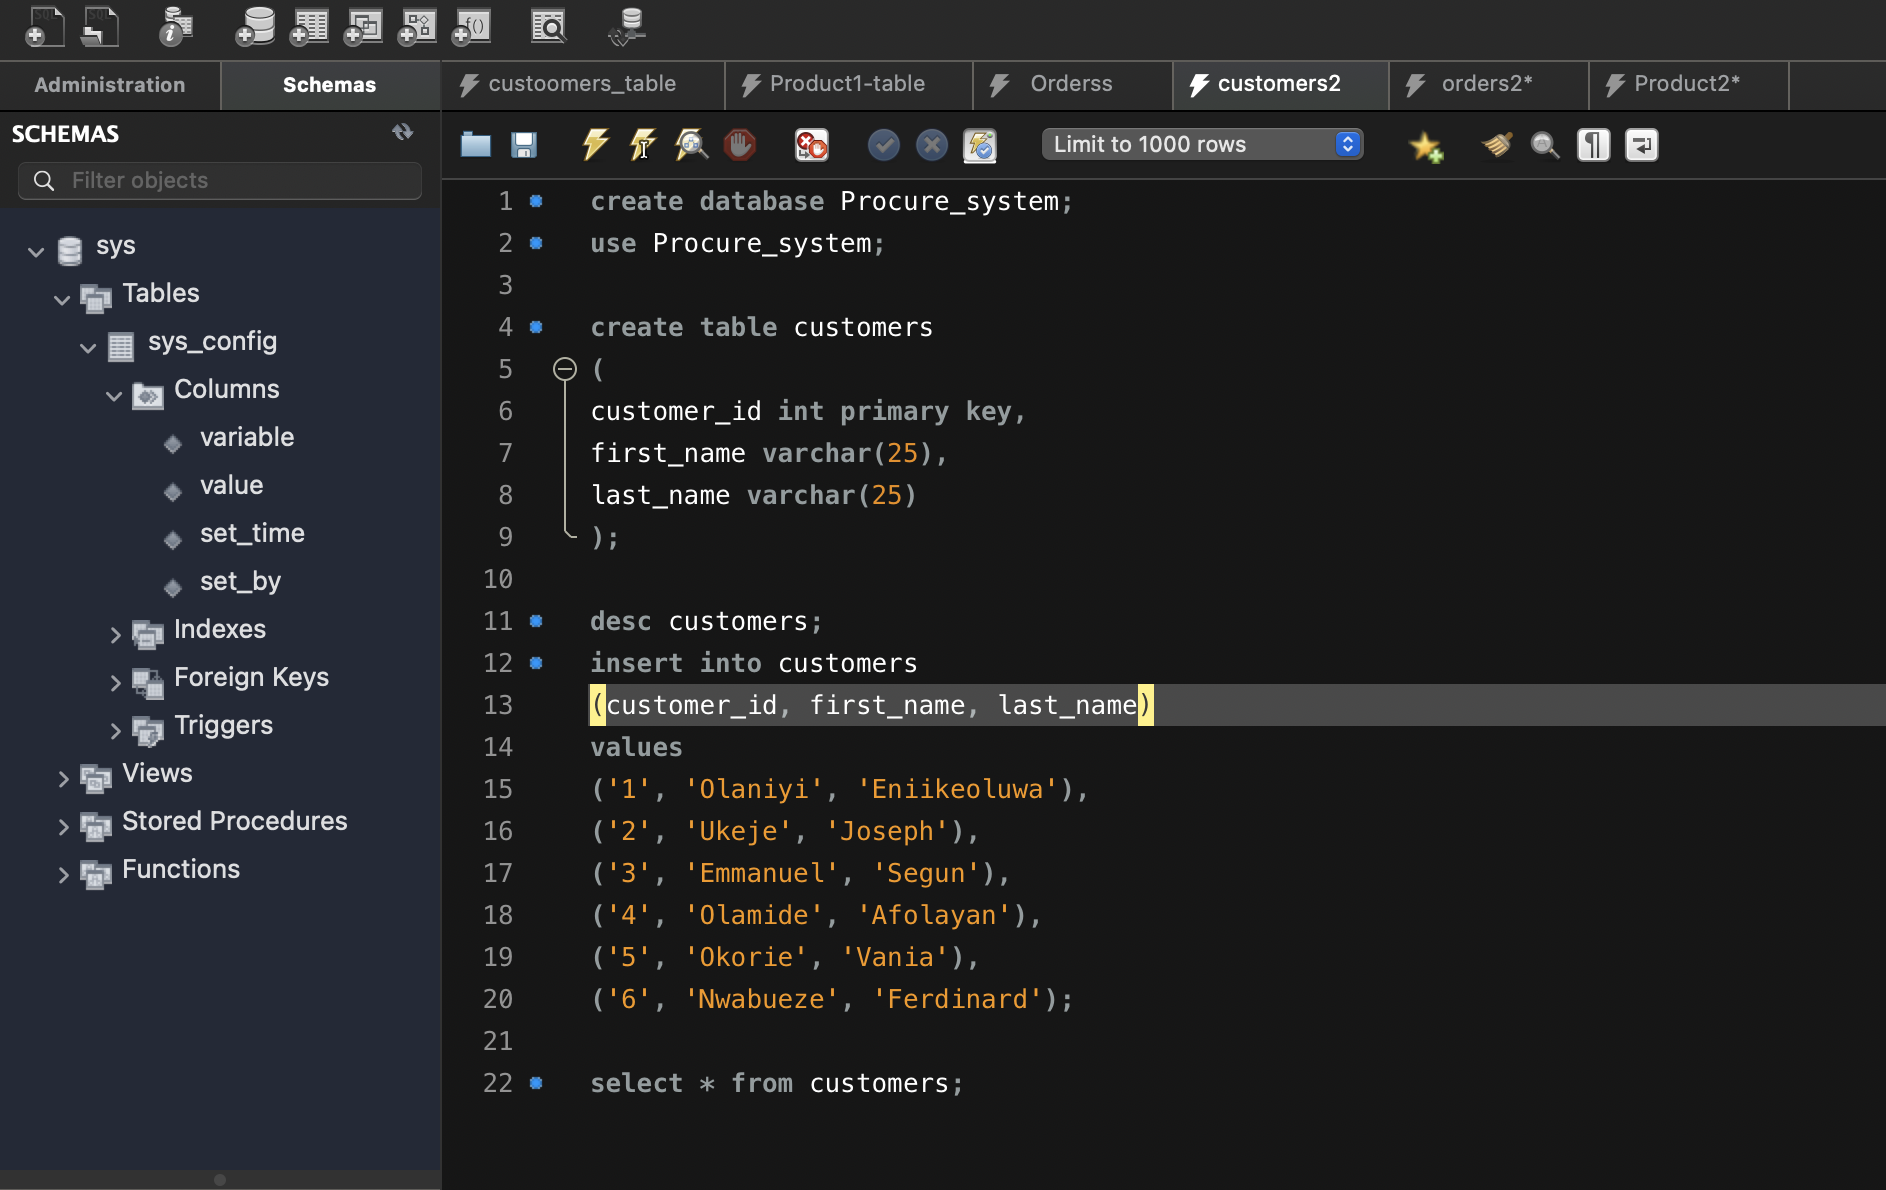 Administration
Schemas
custoomers_table
Product1-table
Orderss
customers2
orders2*
Product2*
SCHEMAS
Filter objects
Limit to 1000 rows
sys
Tables
sys_config
Columns
variable
value
set_time
set_by
Indexes
Foreign Keys
Triggers
Views
Stored Procedures
Functions
1 create database Procure_system;
2 use Procure_system;
3
4 create table customers
5 (
6 customer_id int primary key,
7 first_name varchar(25),
8 last_name varchar(25)
9 );
10
11 desc customers;
12 insert into customers
13 (customer_id, first_name, last_name)
14 values
15 ('1', 'Olaniyi', 'Eniikeoluwa'),
16 ('2', 'Ukeje', 'Joseph'),
17 ('3', 'Emmanuel', 'Segun'),
18 ('4', 'Olamide', 'Afolayan'),
19 ('5', 'Okorie', 'Vania'),
20 ('6', 'Nwabueze', 'Ferdinard');
21
22 select * from customers;